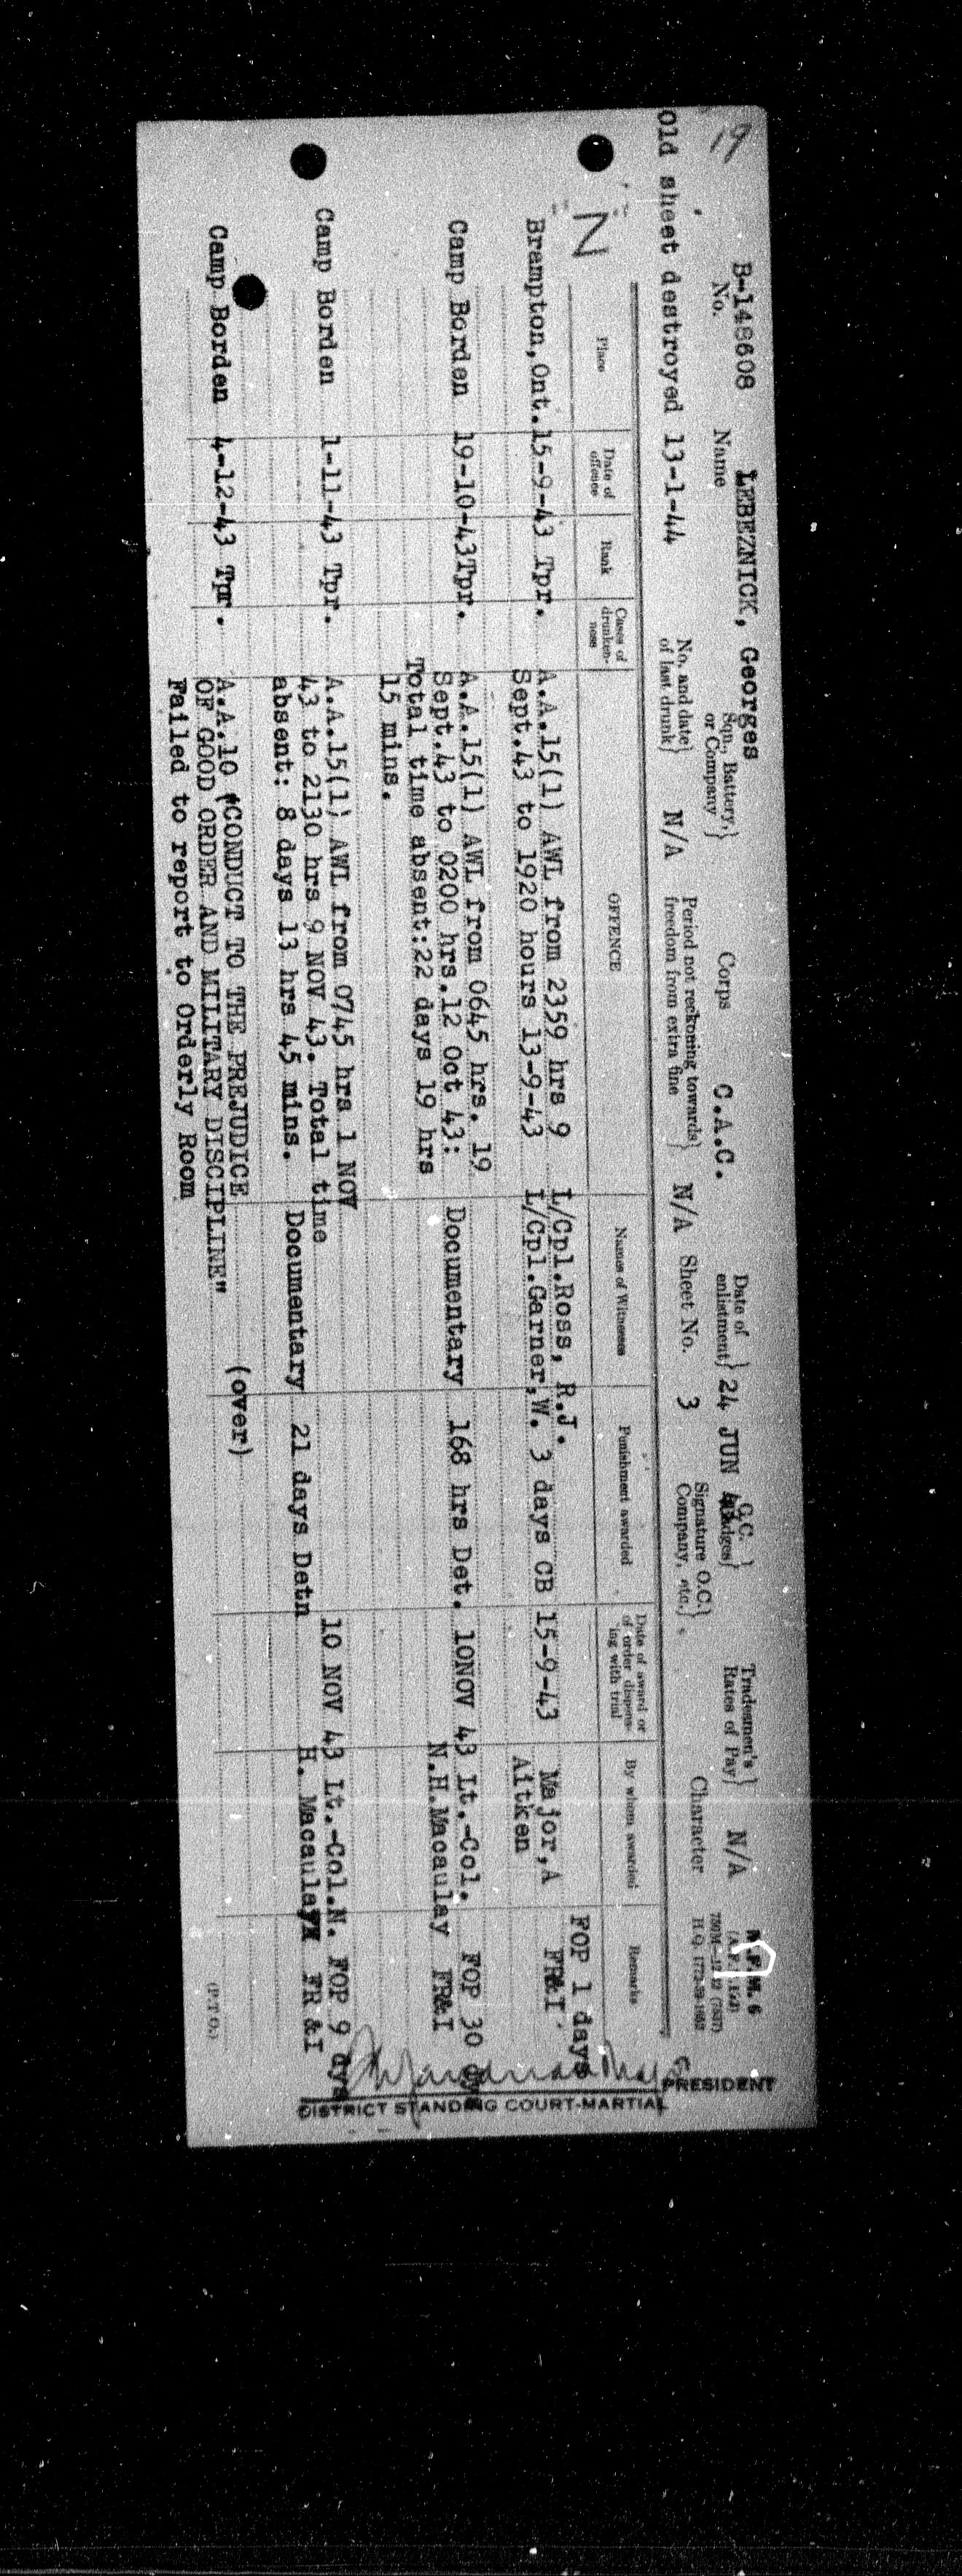 19
B-148608 LEBEZNICK, Georges C.A.C. 24 JUN 43 N/A
No. Name Sqn., Battery, or Company Corps Date of enlistment G.C. Badges Tradesmen's Rates of Pay
Old sheet destroyed 13-1-44 No. and date of last drunk N/A Period not reckoning towards freedom from extra fine N/A Sheet No. 3 Signature O.C. Company, etc. Character
Place Date of offence Rank Cases of drunkenness OFFENCE Names of Witnesses Punishment awarded Date of award or of order dispensing with trial By whom awarded Remarks
N
FOP 1 days
Brampton,Ont. 15-9-43 Tpr. A.A.15(1) AWL from 2359 hrs 9 L/Cpl.Ross, R.J. 3 days CB 15-9-43 Major,A FR&I
Sept.43 to 1920 hours 13-9-43 L/Cpl.Garner,W. Aitken
Camp Borden 19-10-43 Tpr. A.A.15(1) AWL from 0645 hrs. 19 Documentary 168 hrs Det. 10NOV 43 Lt.-Col. FOP 30 dys
Sept.43 to 0200 hrs.12 Oct 43: N.H.Macaulay FR&I
Total time absent:22 days 19 hrs
15 mins.
Camp Borden 1-11-43 Tpr. A.A.15(1) AWL from 0745 hrs 1 NOV 10 NOV 43 Lt.-Col.N. FOP 9 dys
43 to 2130 hrs 9 NOV 43. Total time Documentary 21 days Detn H. Macaulay FR &I
absent: 8 days 13 hrs 45 mins.
Camp Borden 4-12-43 Tpr. A.A.10 "CONDUCT TO THE PREJUDICE (over)
OF GOOD ORDER AND MILITARY DISCIPLINE"
Failed to report to Orderly Room
(P.T.O.)
PRESIDENT
DISTRICT STANDING COURT-MARTIAL